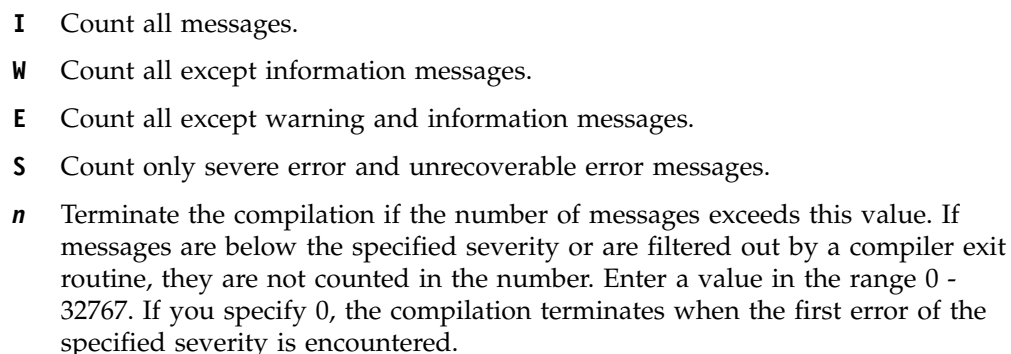 I Count all messages.
W Count all except information messages.
E Count all except warning and information messages.
S Count only severe error and unrecoverable error messages.
n Terminate the compilation if the number of messages exceeds this value. If
messages are below the specified severity or are filtered out by a compiler exit
routine, they are not counted in the number. Enter a value in the range 0 -
32767. If you specify 0, the compilation terminates when the first error of the
specified severity is encountered.